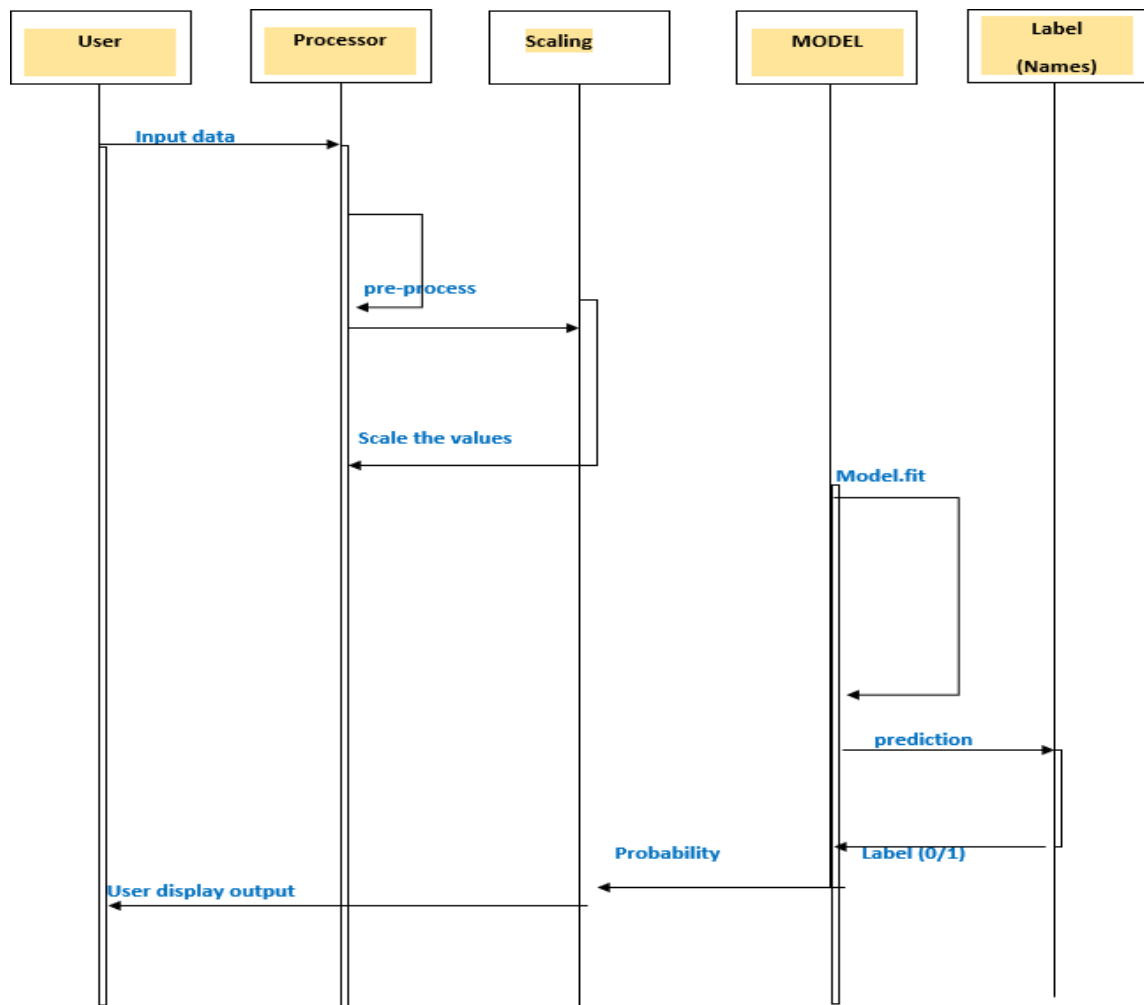 User
Processor
Scaling
MODEL
Label
(Names)
Input data
pre-process
Scale the values
Model.fit
prediction
Probability
Label (0/1)
User display output